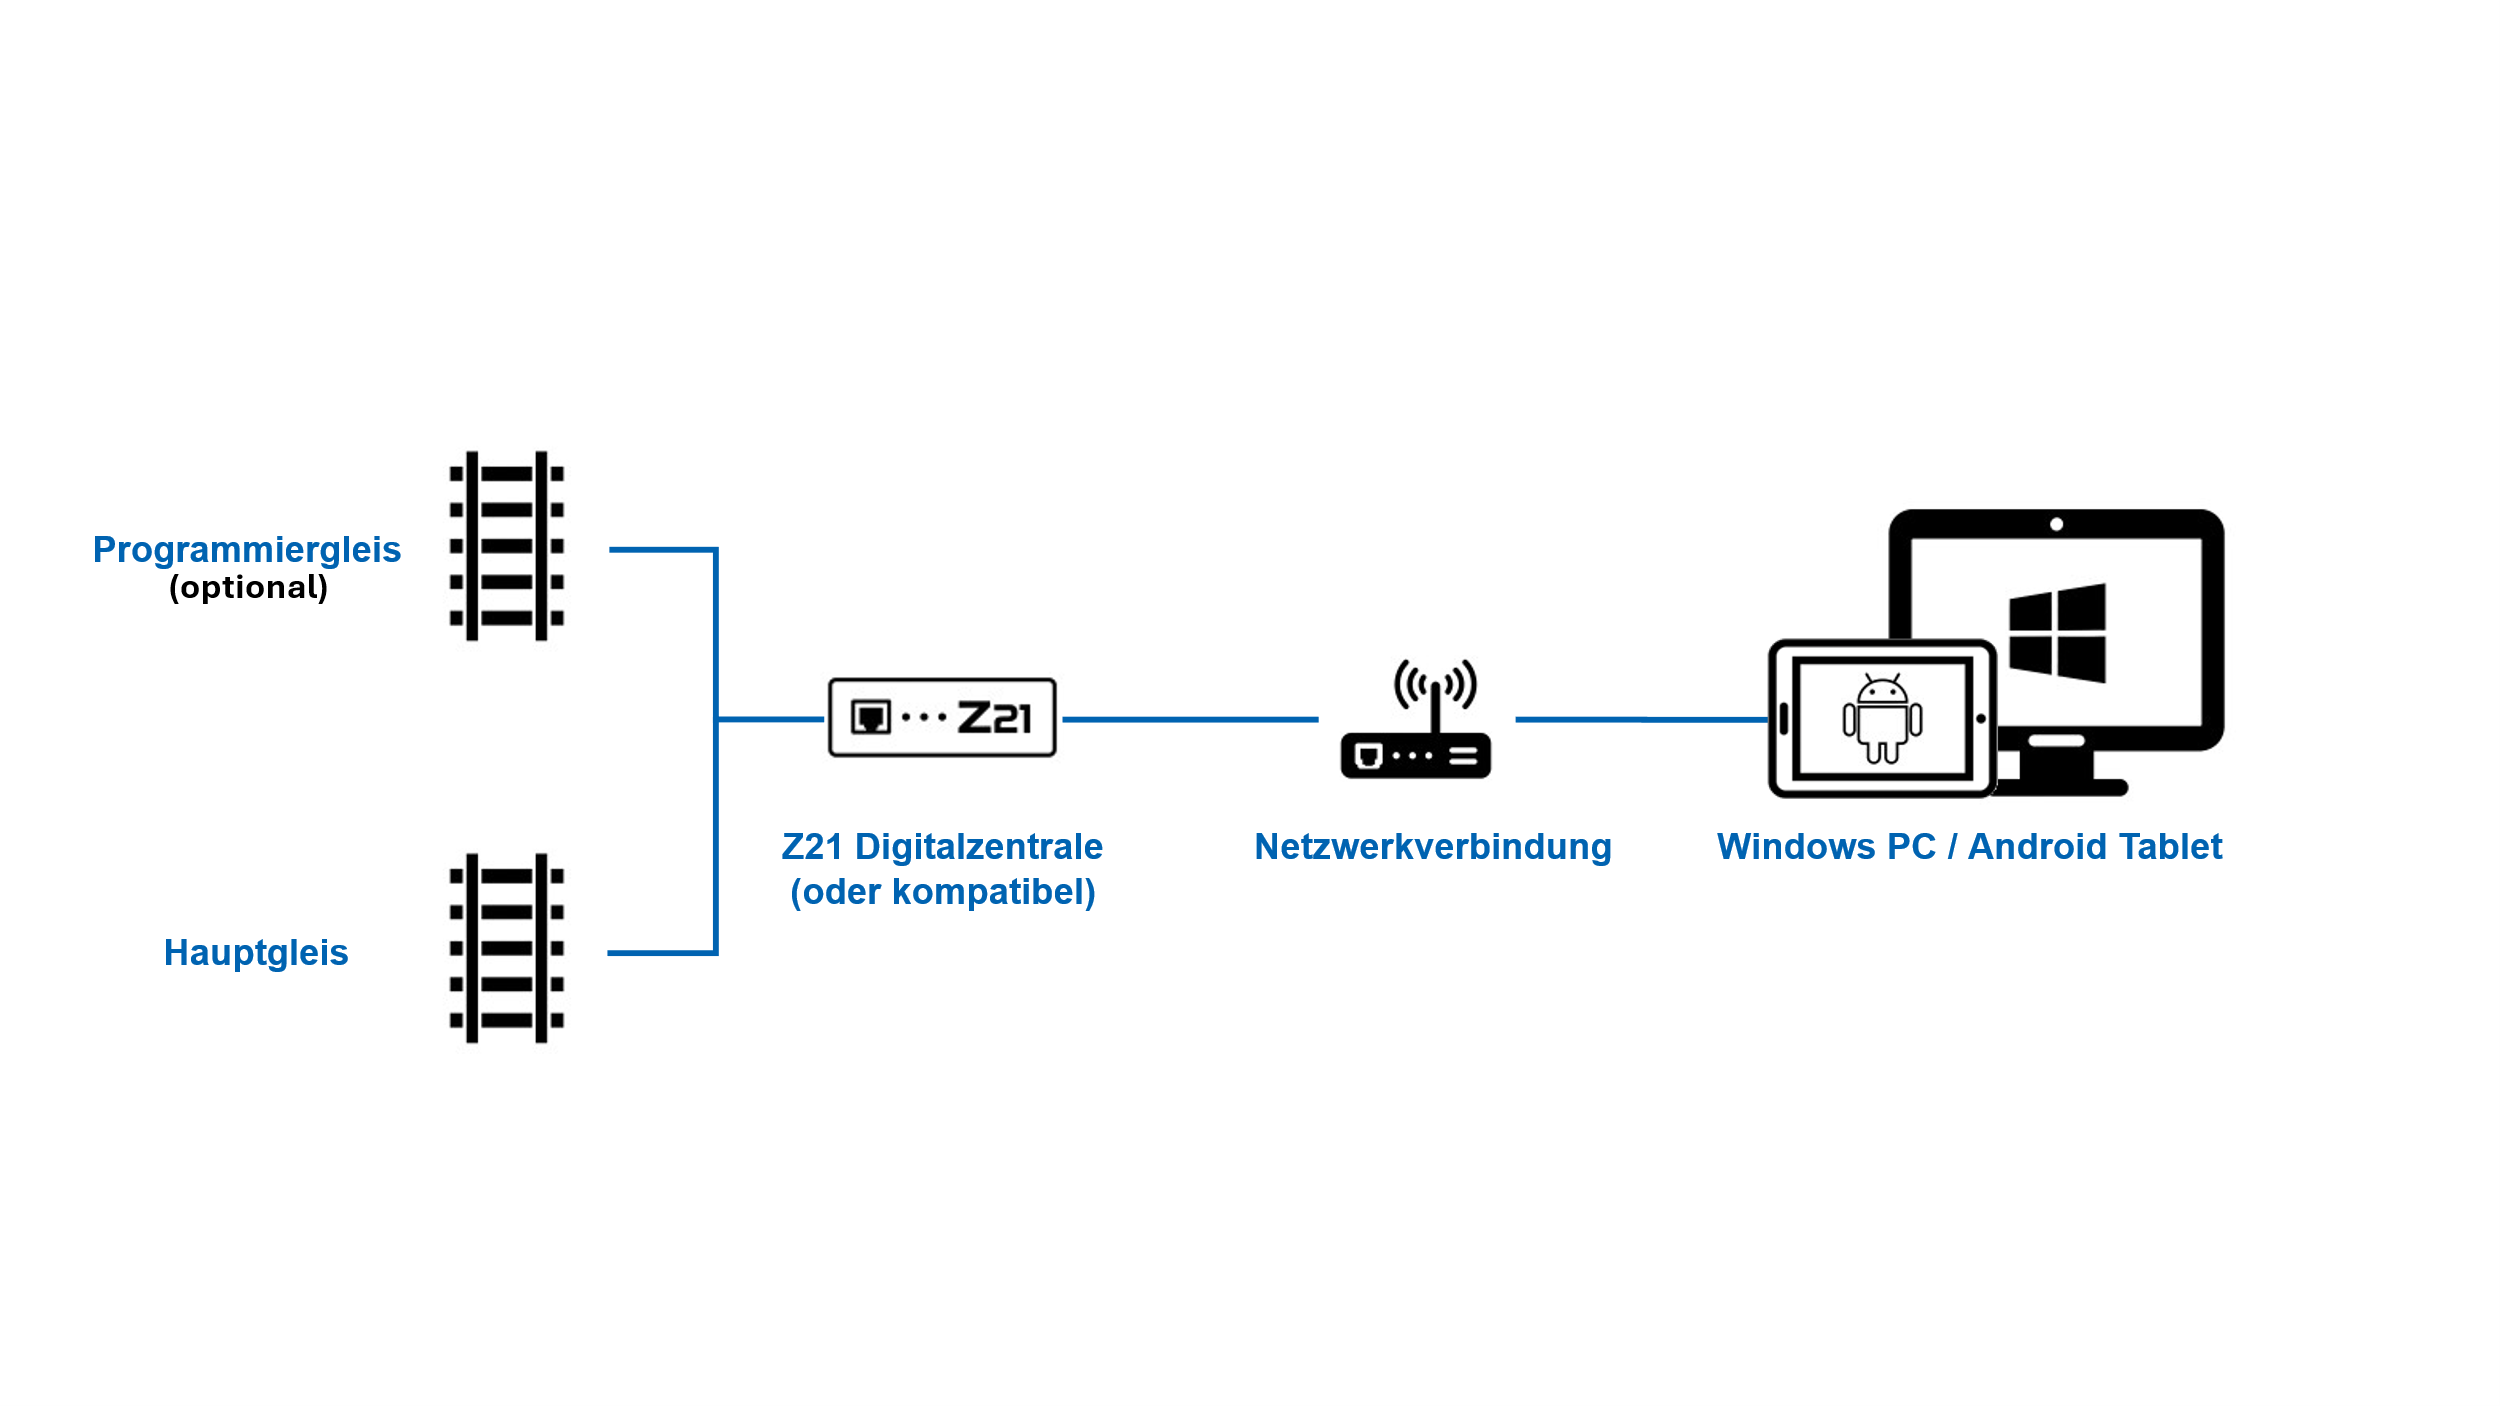 Programmiergleis
(optional)
Hauptgleis
Z21
Z21 Digitalzentrale
(oder kompatibel)
Netzwerkverbindung
Windows PC / Android Tablet